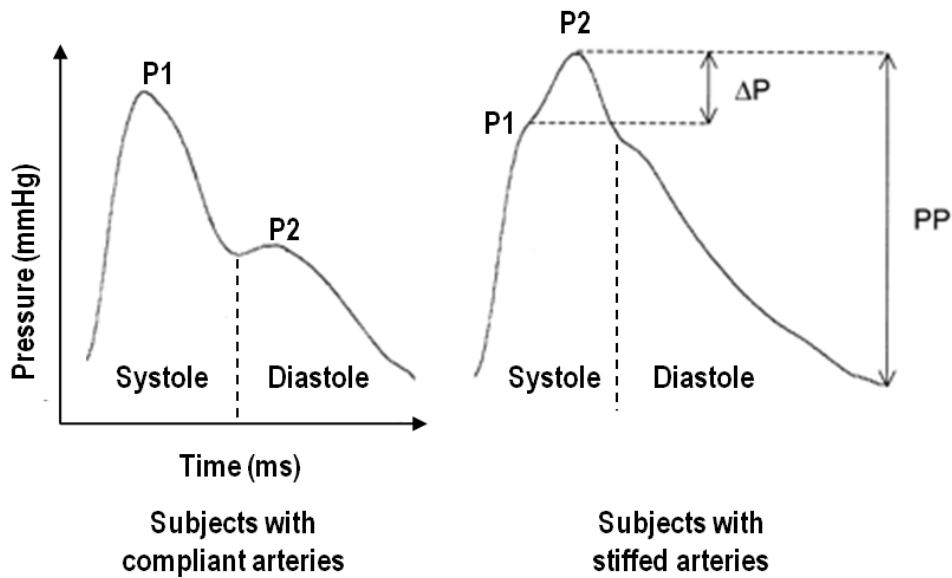 Pressure (mmHg)
P1
P2
Systole
Diastole
Time (ms)
Subjects with
compliant arteries
P2
P1
ΔP
PP
Systole
Diastole
Subjects with
stiffed arteries